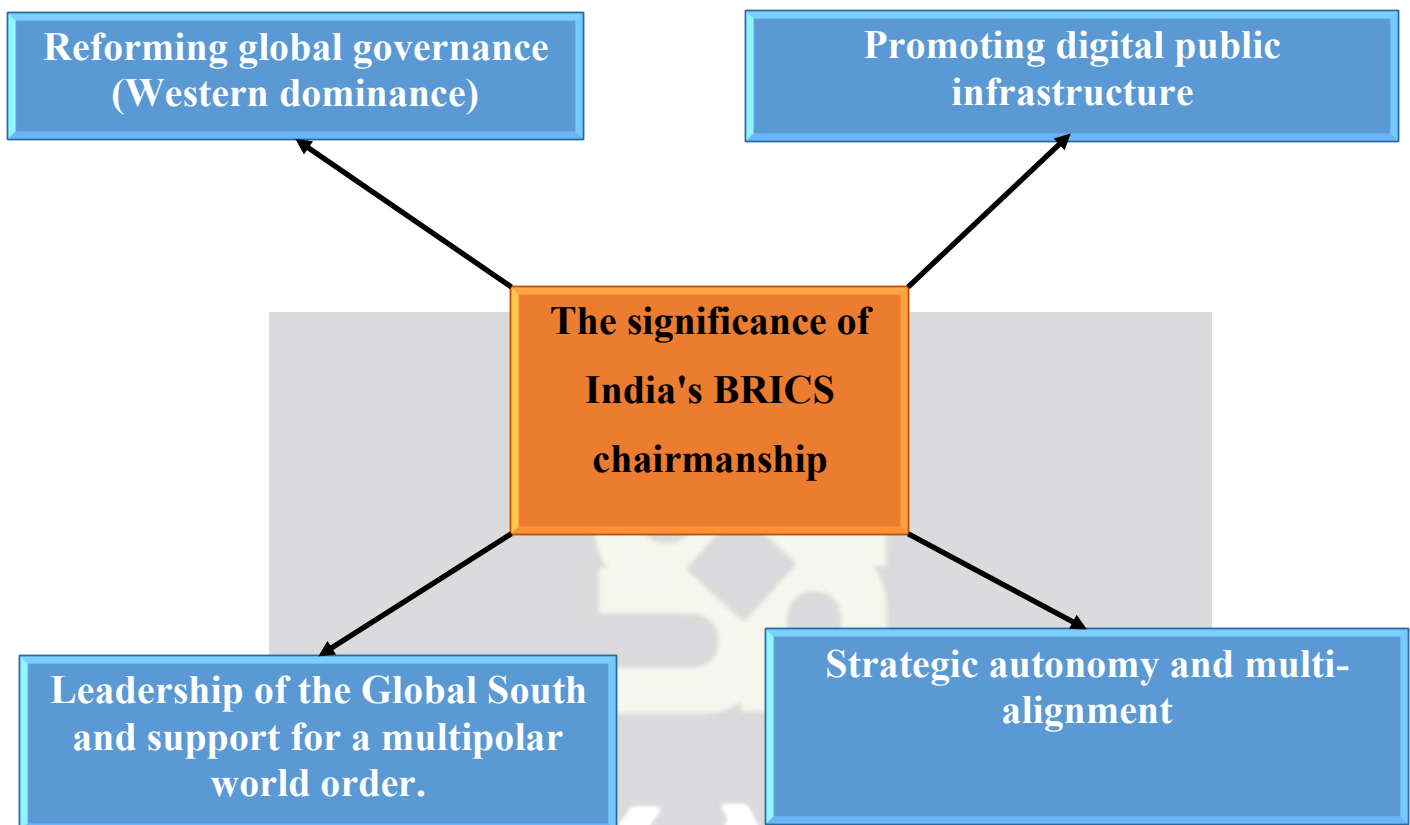 Reforming global governance
(Western dominance)
Promoting digital public
infrastructure
The significance of
India's BRICS
chairmanship
Leadership of the Global South
and support for a multipolar
world order.
Strategic autonomy and multi-
alignment